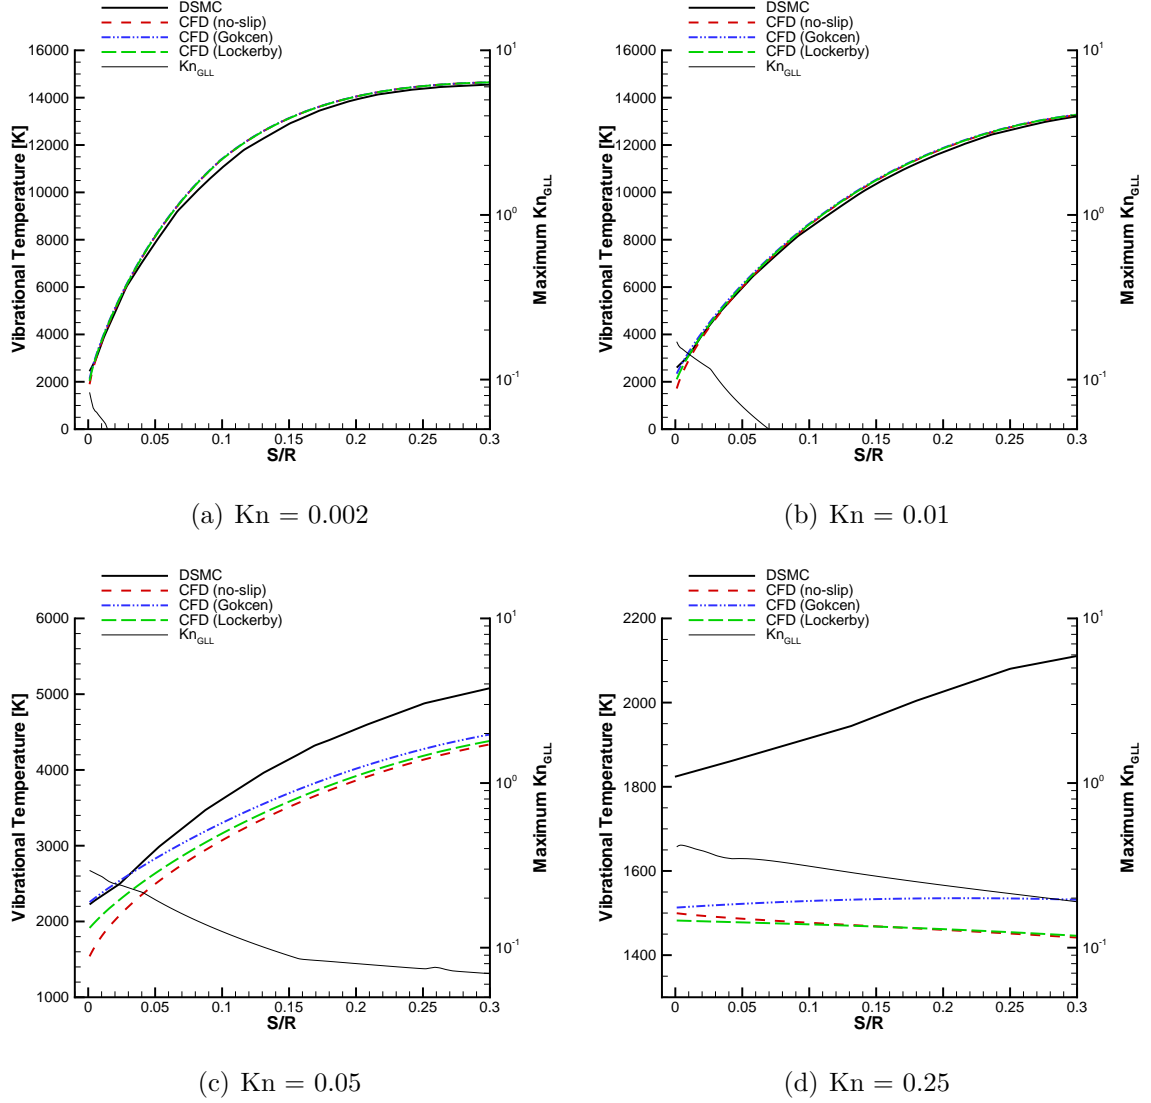 DSMC
CFD (no-slip)
CFD (Gokcen)
CFD (Lockerby)
Kn_GLL
Vibrational Temperature [K]
16000
14000
12000
10000
8000
6000
4000
2000
0
0 0.05 0.1 0.15 0.2 0.25 0.3
S/R
10^1
10^0
10^-1
Maximum Kn_GLL
(a) Kn = 0.002
DSMC
CFD (no-slip)
CFD (Gokcen)
CFD (Lockerby)
Kn_GLL
Vibrational Temperature [K]
16000
14000
12000
10000
8000
6000
4000
2000
0
0 0.05 0.1 0.15 0.2 0.25 0.3
S/R
10^1
10^0
10^-1
Maximum Kn_GLL
(b) Kn = 0.01
DSMC
CFD (no-slip)
CFD (Gokcen)
CFD (Lockerby)
Kn_GLL
Vibrational Temperature [K]
6000
5000
4000
3000
2000
1000
0 0.05 0.1 0.15 0.2 0.25 0.3
S/R
10^1
10^0
10^-1
Maximum Kn_GLL
(c) Kn = 0.05
DSMC
CFD (no-slip)
CFD (Gokcen)
CFD (Lockerby)
Kn_GLL
Vibrational Temperature [K]
2200
2000
1800
1600
1400
0 0.05 0.1 0.15 0.2 0.25 0.3
S/R
10^1
10^0
10^-1
Maximum Kn_GLL
(d) Kn = 0.25